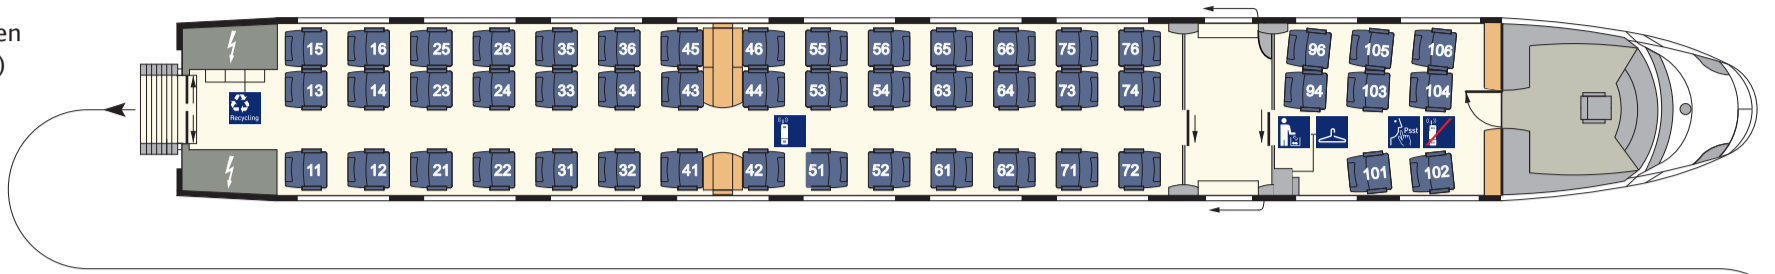 en
)
15 16 25 26 35 36 45 46 55 56 65 66 75 76 96 105 106
13 14 23 24 33 34 43 44 53 54 63 64 73 74 94 103 104
Recycling
Psst
11 12 21 22 31 32 41 42 51 52 61 62 71 72 101 102